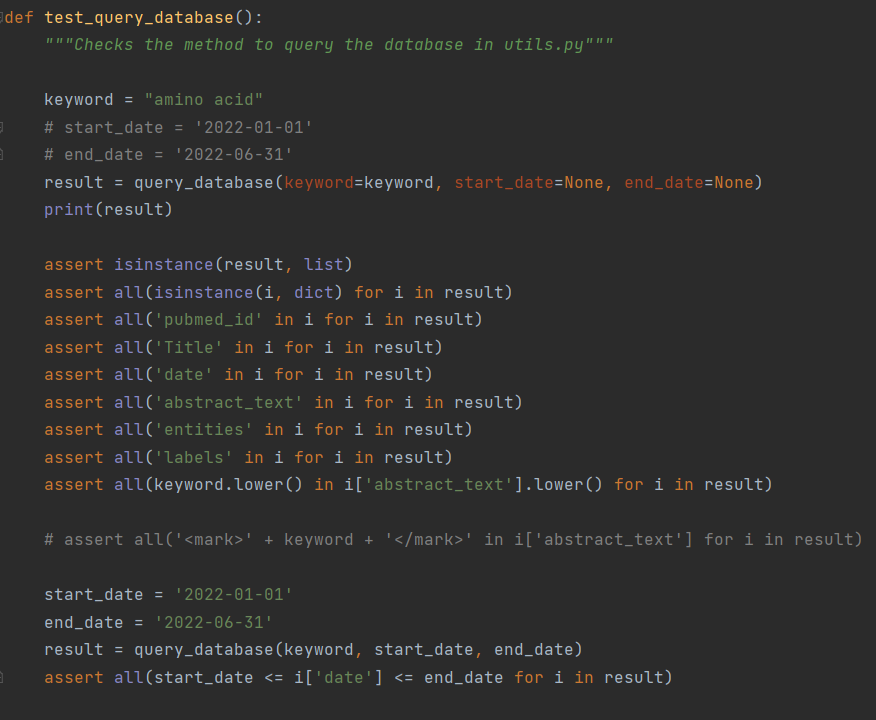 def test_query_database():
    """Checks the method to query the database in utils.py"""
    keyword = "amino acid"
    # start_date = '2022-01-01'
    # end_date = '2022-06-31'
    result = query_database(keyword=keyword, start_date=None, end_date=None)
    print(result)
    assert isinstance(result, list)
    assert all(isinstance(i, dict) for i in result)
    assert all('pubmed_id' in i for i in result)
    assert all('Title' in i for i in result)
    assert all('date' in i for i in result)
    assert all('abstract_text' in i for i in result)
    assert all('entities' in i for i in result)
    assert all('labels' in i for i in result)
    assert all(keyword.lower() in i['abstract_text'].lower() for i in result)
    # assert all('<mark>' + keyword + '</mark>' in i['abstract_text'] for i in result)
    start_date = '2022-01-01'
    end_date = '2022-06-31'
    result = query_database(keyword, start_date, end_date)
    assert all(start_date <= i['date'] <= end_date for i in result)